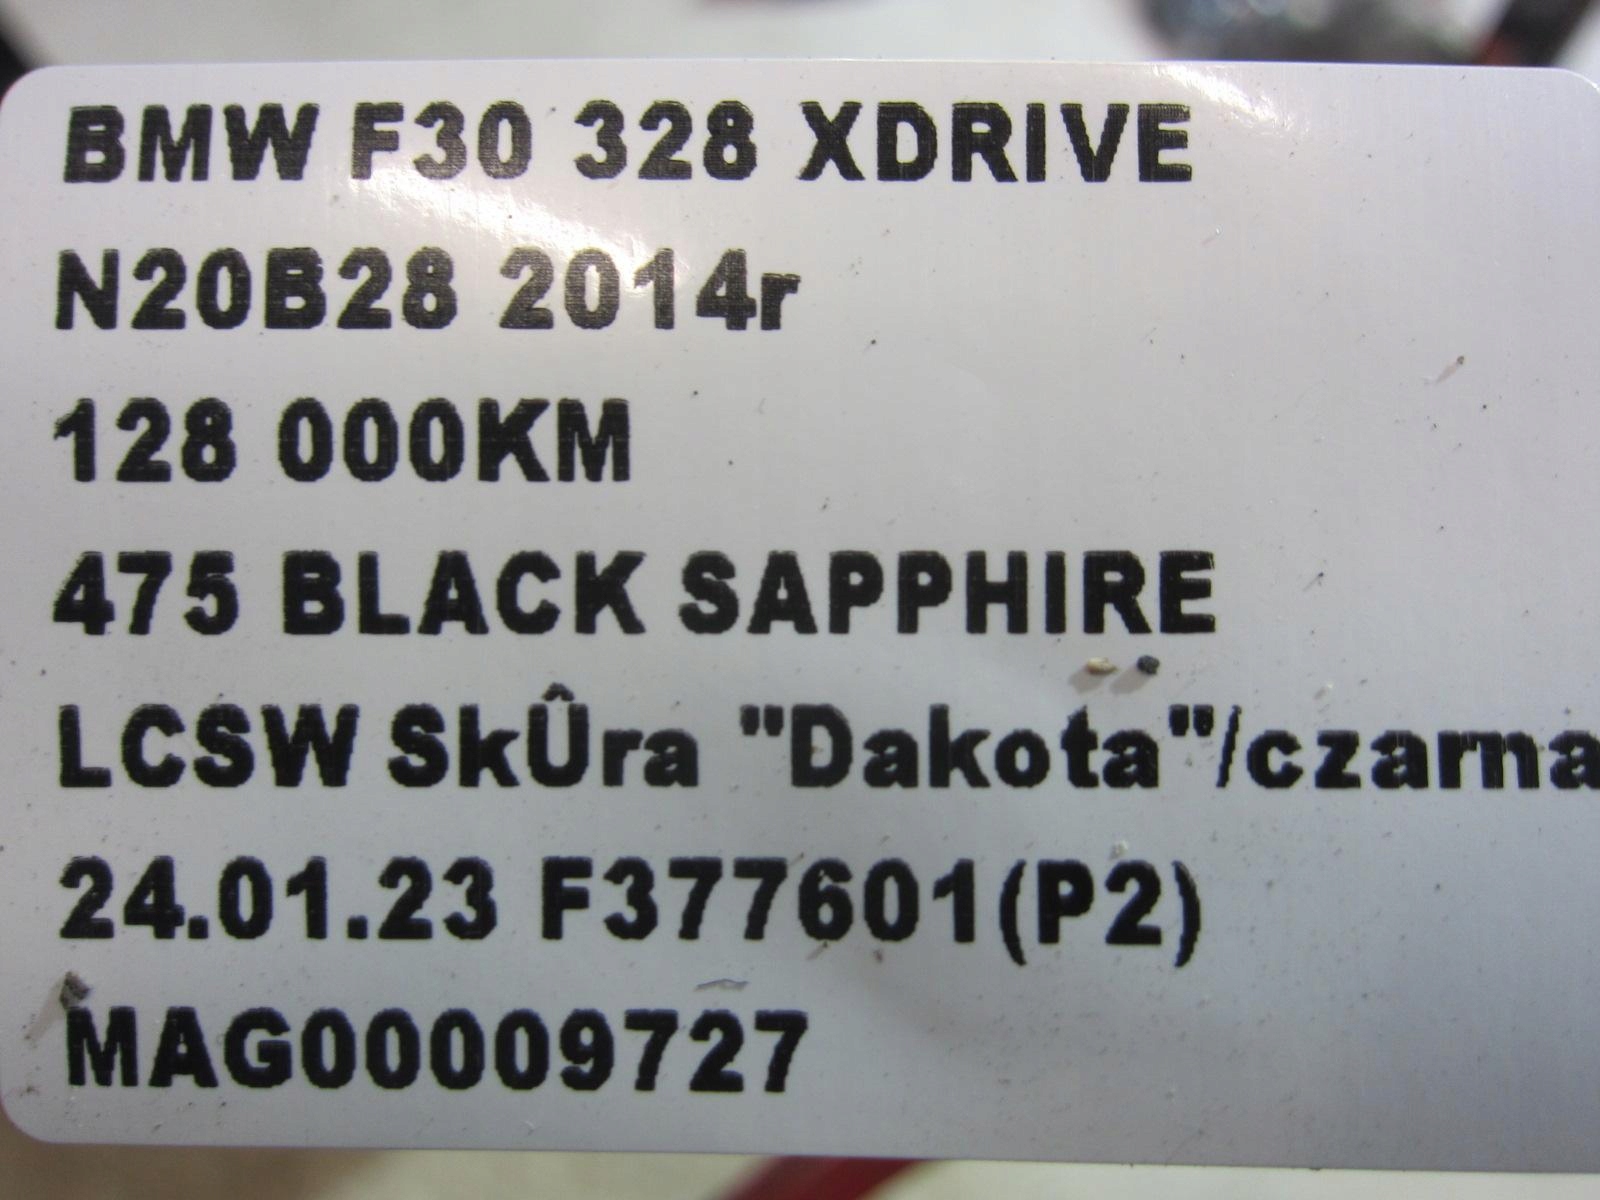 BMW F30 328 XDRIVE
N20B28 2014r
128 000KM
475 BLACK SAPPHIRE
LCSW SkÛra "Dakota"/czarna
24.01.23 F377601(P2)
MAG00009727